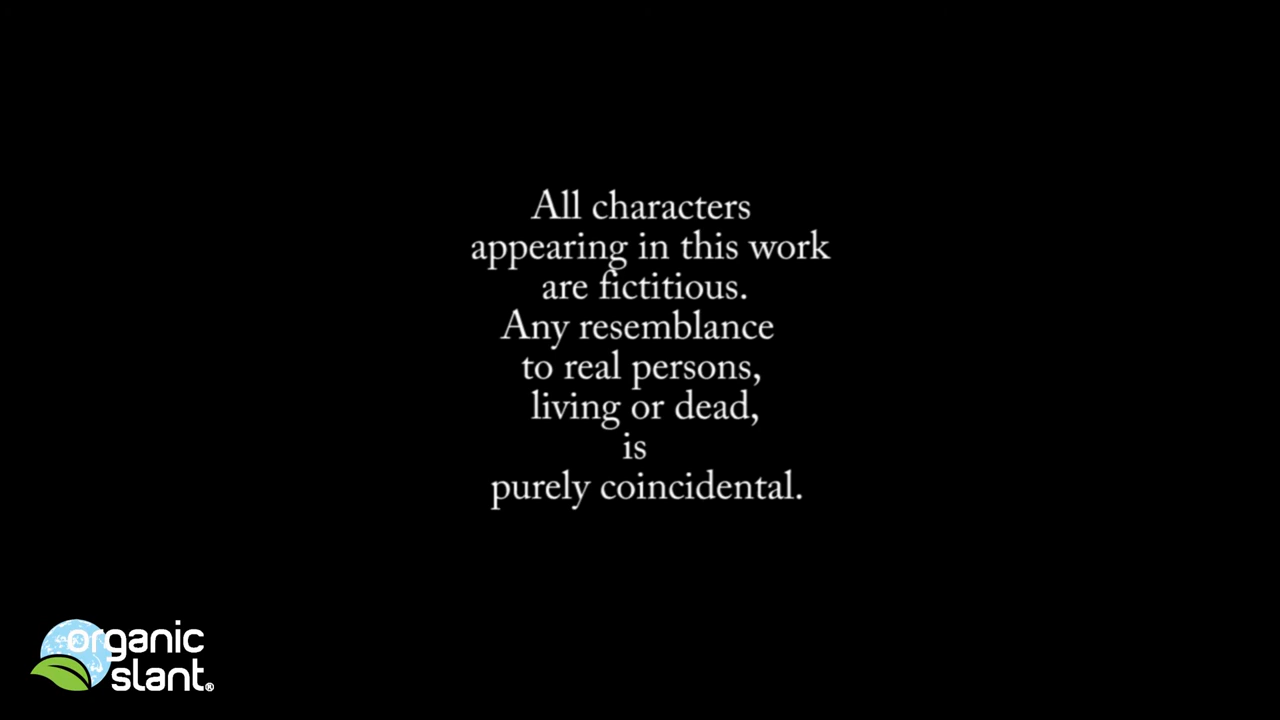 All characters
appearing in this work
are fictitious.
Any resemblance
to real persons,
living or dead,
is
purely coincidental.
organic
slant®